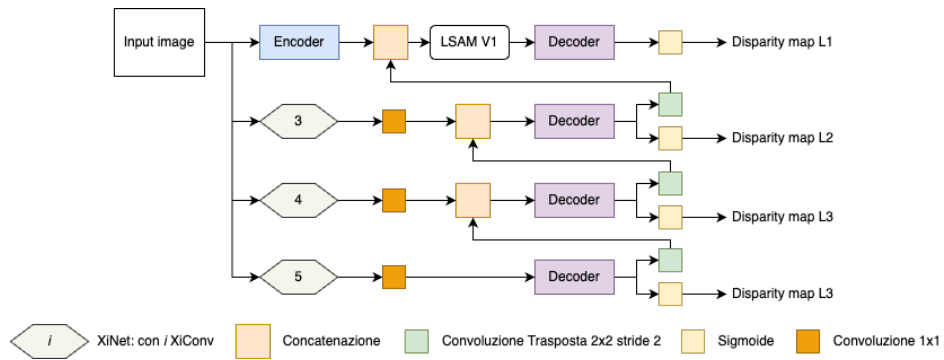 Input image
Encoder
LSAM V1
Decoder
Disparity map L1
3
Decoder
Disparity map L2
4
Decoder
Disparity map L3
5
Decoder
Disparity map L3
i
XiNet: con i XiConv
Concatenazione
Convoluzione Trasposta 2x2 stride 2
Sigmoide
Convoluzione 1x1